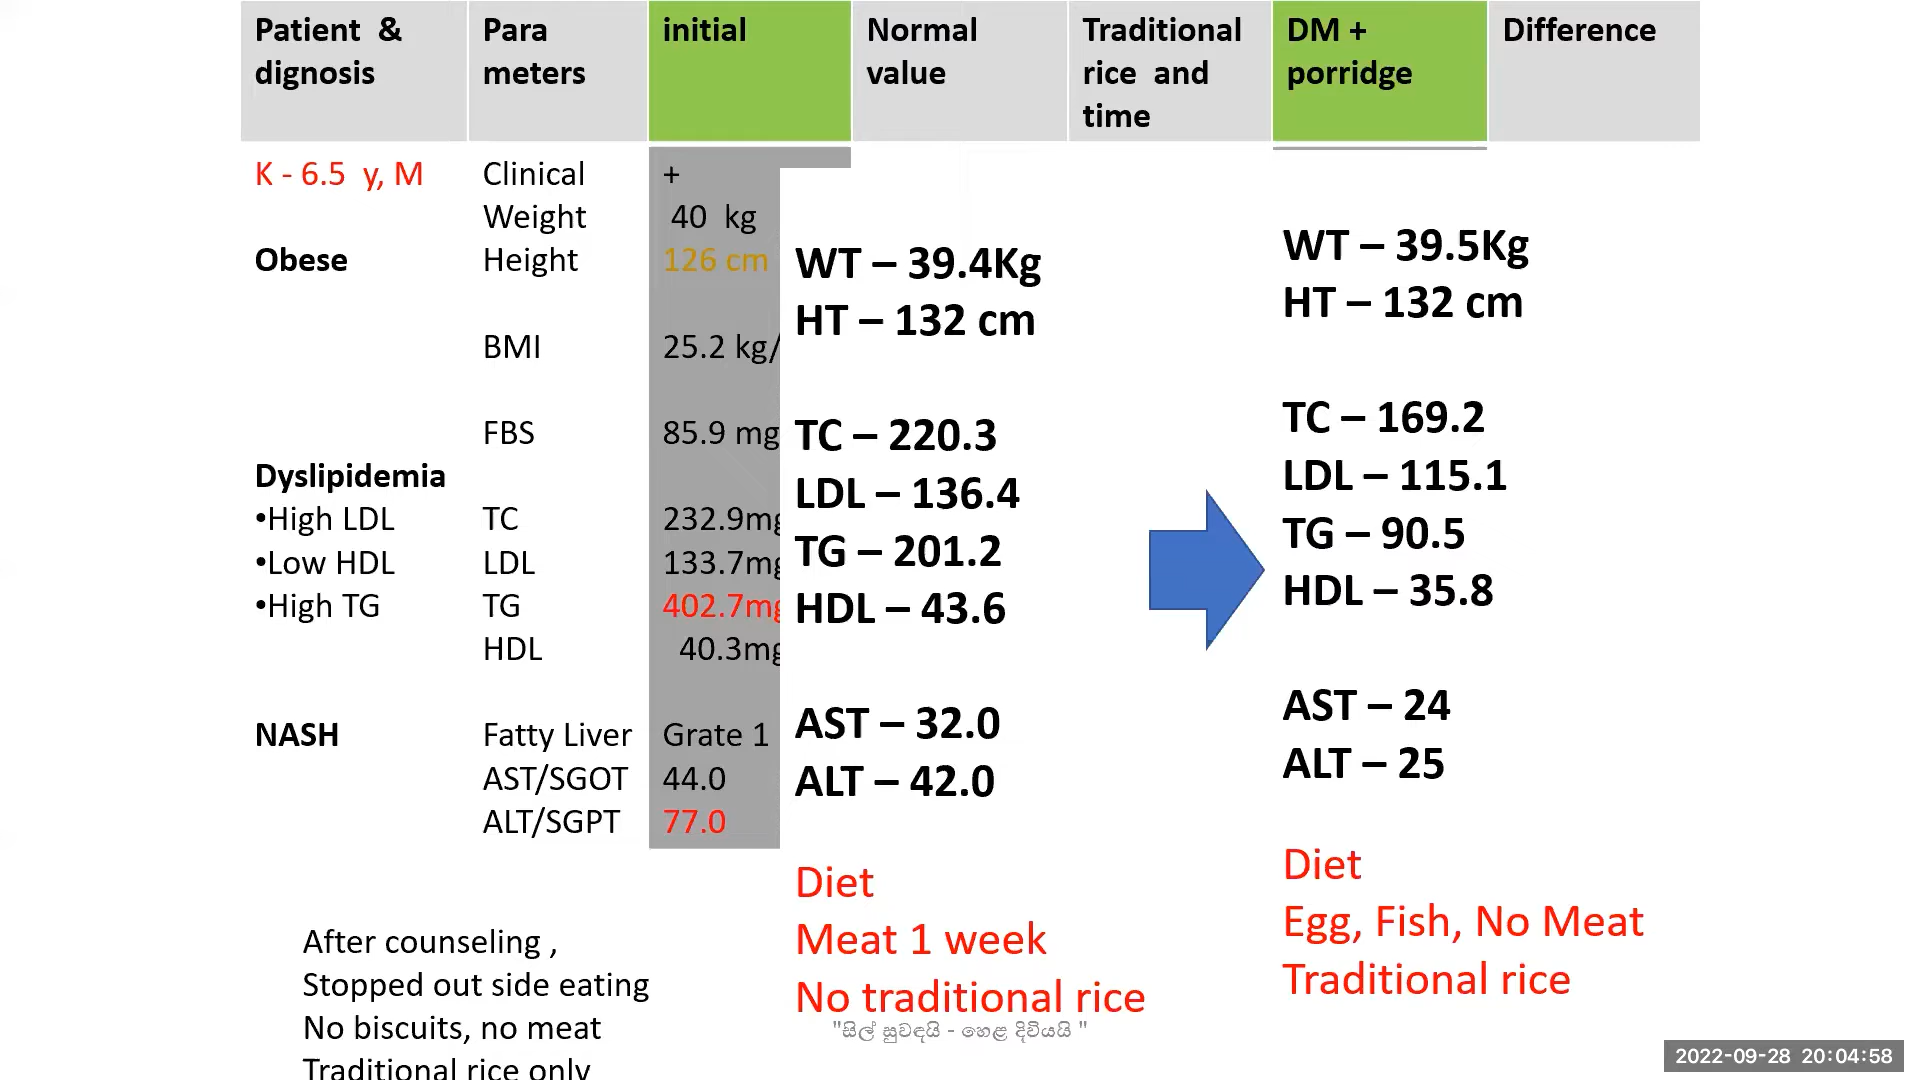 Patient & dignosis
Para meters
initial
Normal value
Traditional rice and time
DM + porridge
Difference
K - 6.5 y, M
Obese
Dyslipidemia
•High LDL
•Low HDL
•High TG
NASH
Clinical
Weight
Height
BMI
FBS
TC
LDL
TG
HDL
Fatty Liver
AST/SGOT
ALT/SGPT
+
40 kg
126 cm
25.2 kg/
85.9 mg
232.9mg
133.7mg
402.7mg
40.3mg
Grate 1
44.0
77.0
WT – 39.4Kg
HT – 132 cm
TC – 220.3
LDL – 136.4
TG – 201.2
HDL – 43.6
AST – 32.0
ALT – 42.0
Diet
Meat 1 week
No traditional rice
WT – 39.5Kg
HT – 132 cm
TC – 169.2
LDL – 115.1
TG – 90.5
HDL – 35.8
AST – 24
ALT – 25
Diet
Egg, Fish, No Meat
Traditional rice
After counseling ,
Stopped out side eating
No biscuits, no meat
Traditional rice only
"සිල් සුවඳයි - හෙළ දිවියයි "
2022-09-28 20:04:58